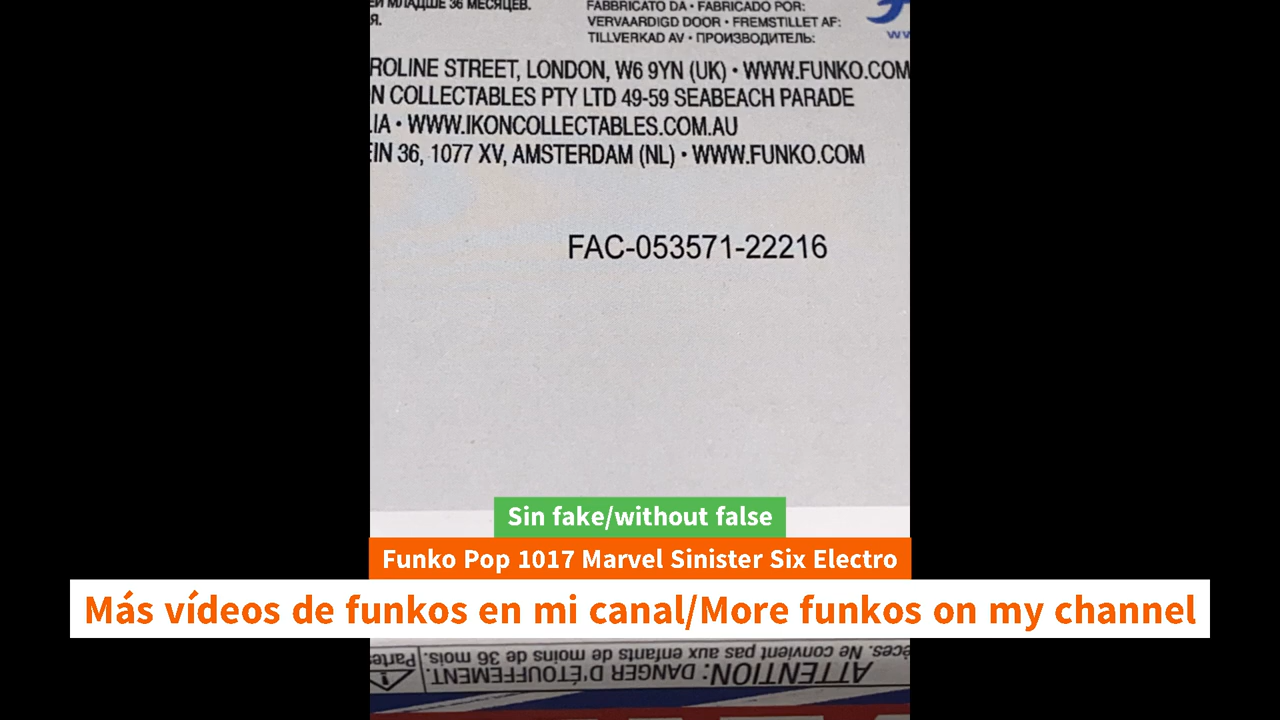 ЕЙ МЛАДШЕ 36 МЕСЯЦЕВ.
Я.
FABBRICATO DA • FABRICADO POR:
VERVAARDIGD DOOR • FREMSTILLET AF:
TILLVERKAD AV • ПРОИЗВОДИТЕЛЬ:
ROLINE STREET, LONDON, W6 9YN (UK) • WWW.FUNKO.COM
N COLLECTABLES PTY LTD 49-59 SEABEACH PARADE
LIA • WWW.IKONCOLLECTABLES.COM.AU
EIN 36, 1077 XV, AMSTERDAM (NL) • WWW.FUNKO.COM
FAC-053571-22216
Sin fake/without false
Funko Pop 1017 Marvel Sinister Six Electro
Más vídeos de funkos en mi canal/More funkos on my channel
ATTENTION: DANGER D'ÉTOUFFEMENT.
èces. Ne convient pas aux enfants de moins de 36 mois.